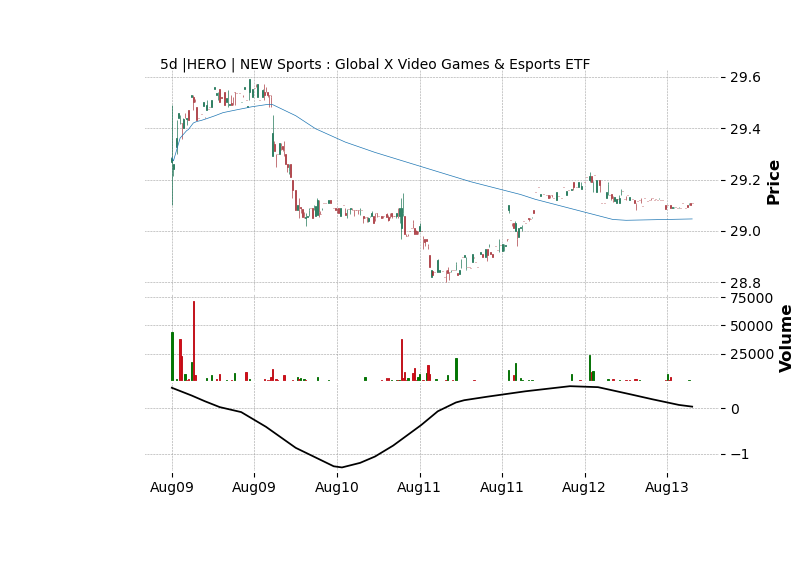 5d |HERO | NEW Sports : Global X Video Games & Esports ETF
29.6
29.4
29.2
29.0
28.8
Price
75000
50000
25000
Volume
0
−1
Aug09
Aug09
Aug10
Aug11
Aug11
Aug12
Aug13